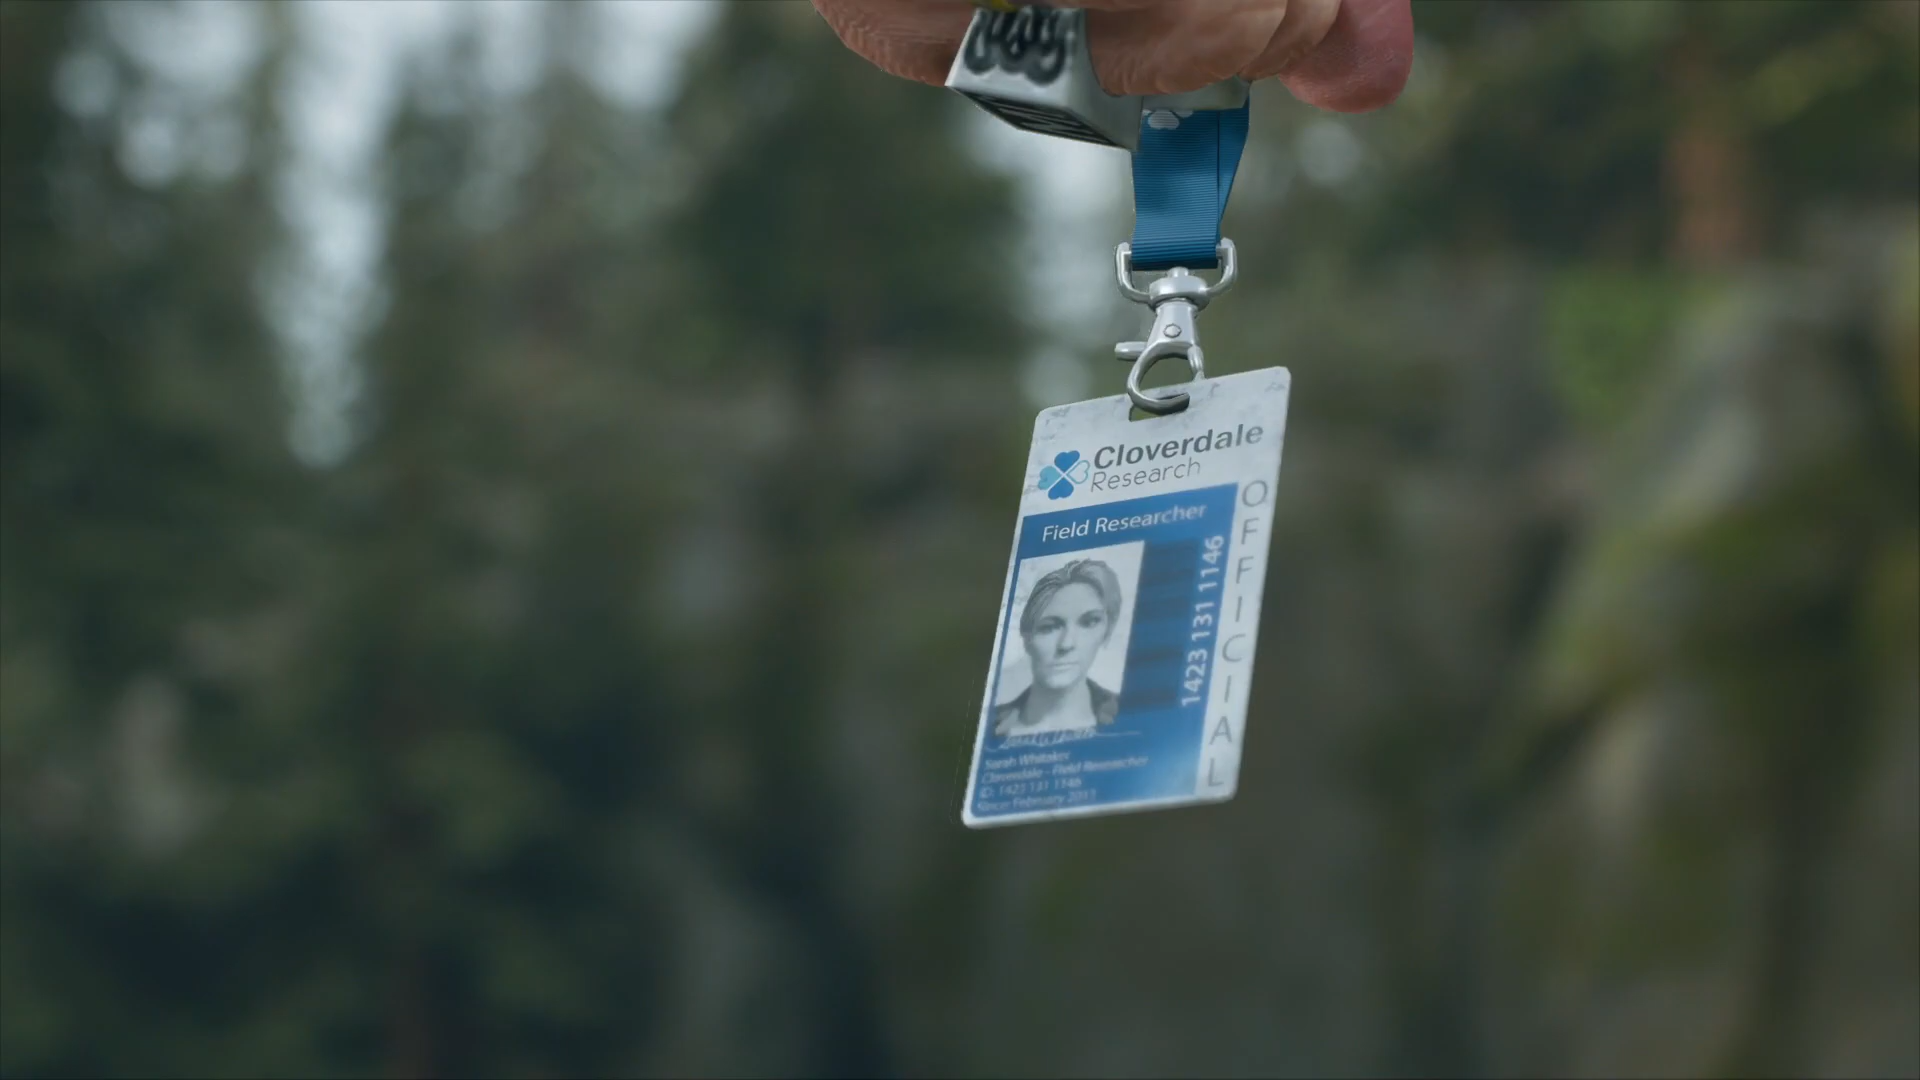 Cloverdale
Research
OFFICIAL
Field Researcher
1423 131 1146
Sarah Whitaker
Cloverdale - Field Researcher
ID: 1423 131 1146
Since February